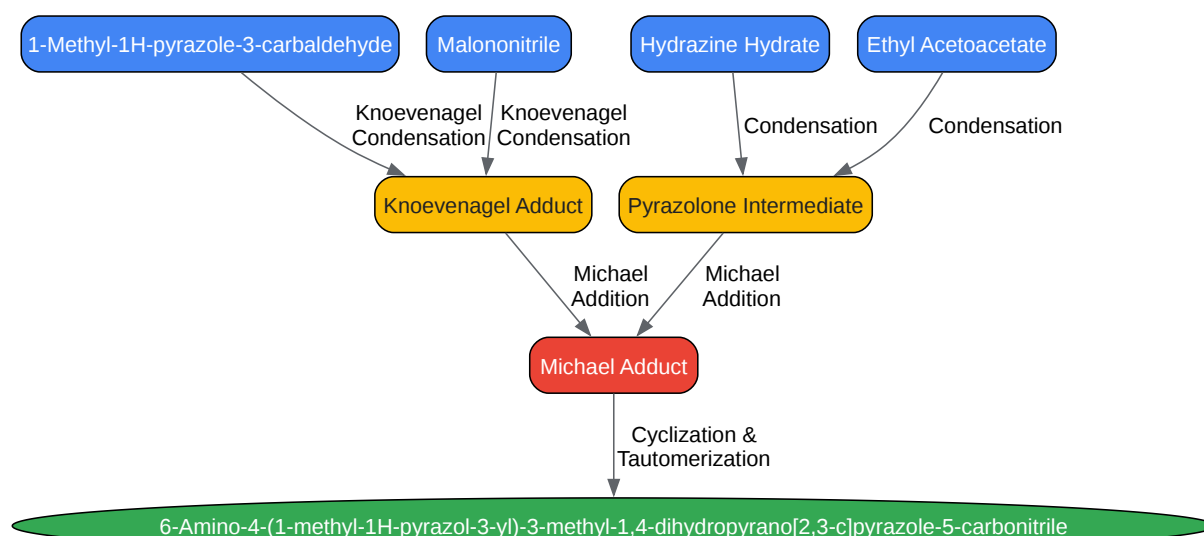 1-Methyl-1H-pyrazole-3-carbaldehyde
Malononitrile
Hydrazine Hydrate
Ethyl Acetoacetate
Knoevenagel
Condensation
Knoevenagel
Condensation
Condensation
Condensation
Knoevenagel Adduct
Pyrazolone Intermediate
Michael
Addition
Michael
Addition
Michael Adduct
Cyclization &
Tautomerization
6-Amino-4-(1-methyl-1H-pyrazol-3-yl)-3-methyl-1,4-dihydropyrano[2,3-c]pyrazole-5-carbonitrile